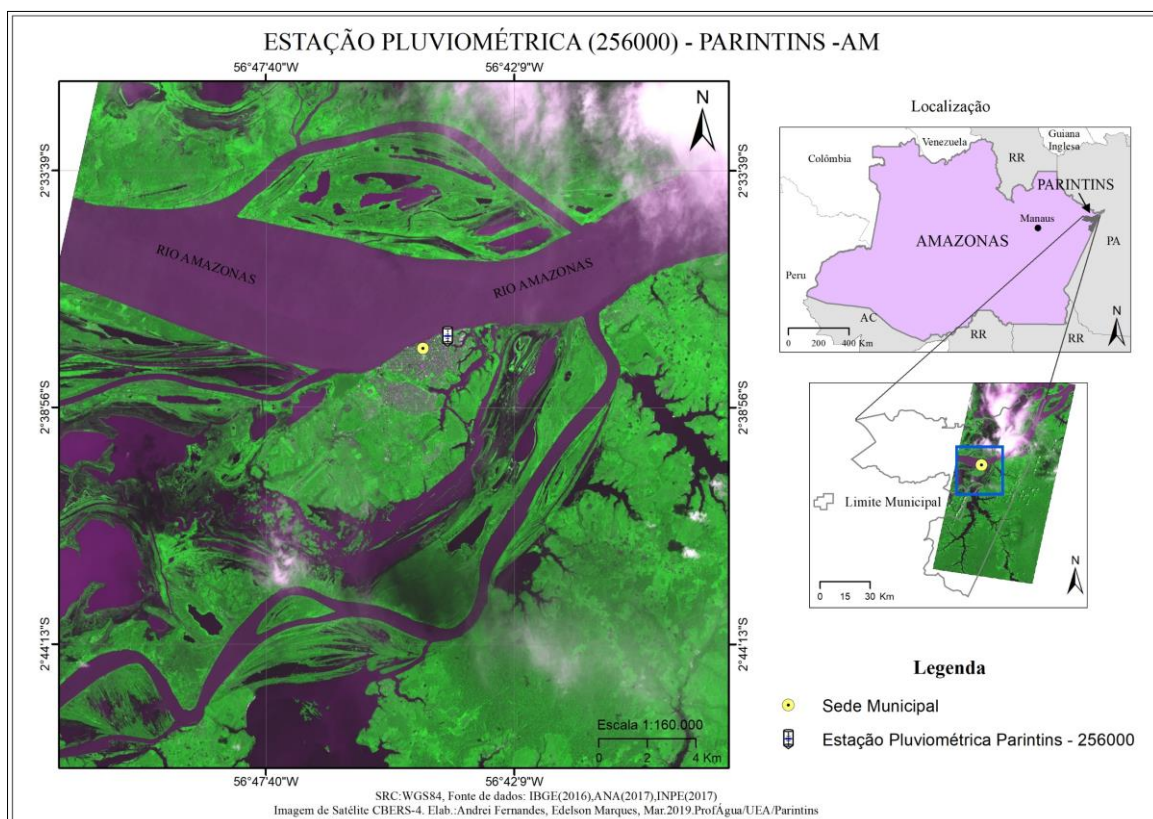 ESTAÇÃO PLUVIOMÉTRICA (256000) - PARINTINS -AM
56°47'40"W
56°42'9"W
N
2°33'39"S
2°33'39"S
RIO AMAZONAS
RIO AMAZONAS
2°38'56"S
2°38'56"S
2°44'13"S
2°44'13"S
Escala 1:160.000
0 2 4 Km
56°47'40"W
56°42'9"W
Localização
Venezuela
Guiana
Inglesa
Colômbia
RR
PARINTINS
Manaus
AMAZONAS
PA
Peru
AC
N
RR
RR
0 200 400 Km
Limite Municipal
N
0 15 30 Km
Legenda
Sede Municipal
Estação Pluviométrica Parintins - 256000
SRC:WGS84, Fonte de dados: IBGE(2016),ANA(2017),INPE(2017)
Imagem de Satélite CBERS-4. Elab.:Andrei Fernandes, Edelson Marques, Mar.2019.ProfÁgua/UEA/Parintins